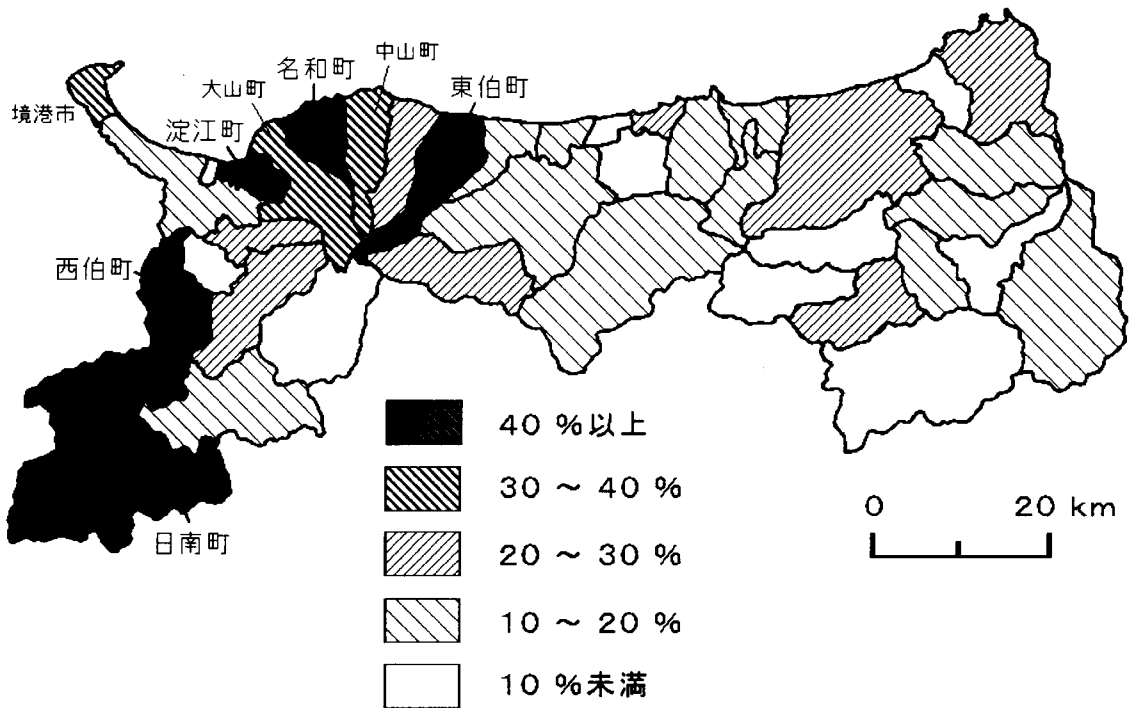 中山町
名和町
大山町
東伯町
境港市
淀江町
西伯町
日南町
40 %以上
30 ～ 40 %
20 ～ 30 %
10 ～ 20 %
10 %未満
0 20 km